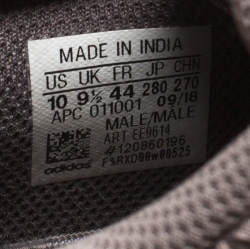 MADE IN INDIA
US UK FR JP CHN
10 9½ 44 280 270
APC 011001 09/18
MALE/MALE
ART EE9614
#120860196
adidas F%RXD00w00525